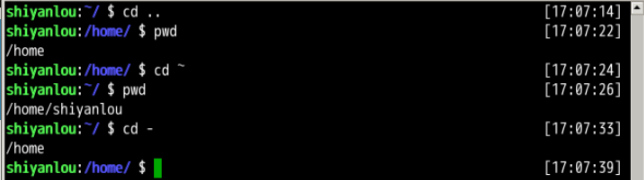 shiyanlou:~/ $ cd .. [17:07:14]
shiyanlou:/home/ $ pwd [17:07:22]
/home
shiyanlou:/home/ $ cd ~ [17:07:24]
shiyanlou:~/ $ pwd [17:07:26]
/home/shiyanlou
shiyanlou:~/ $ cd - [17:07:33]
/home
shiyanlou:/home/ $ [17:07:39]